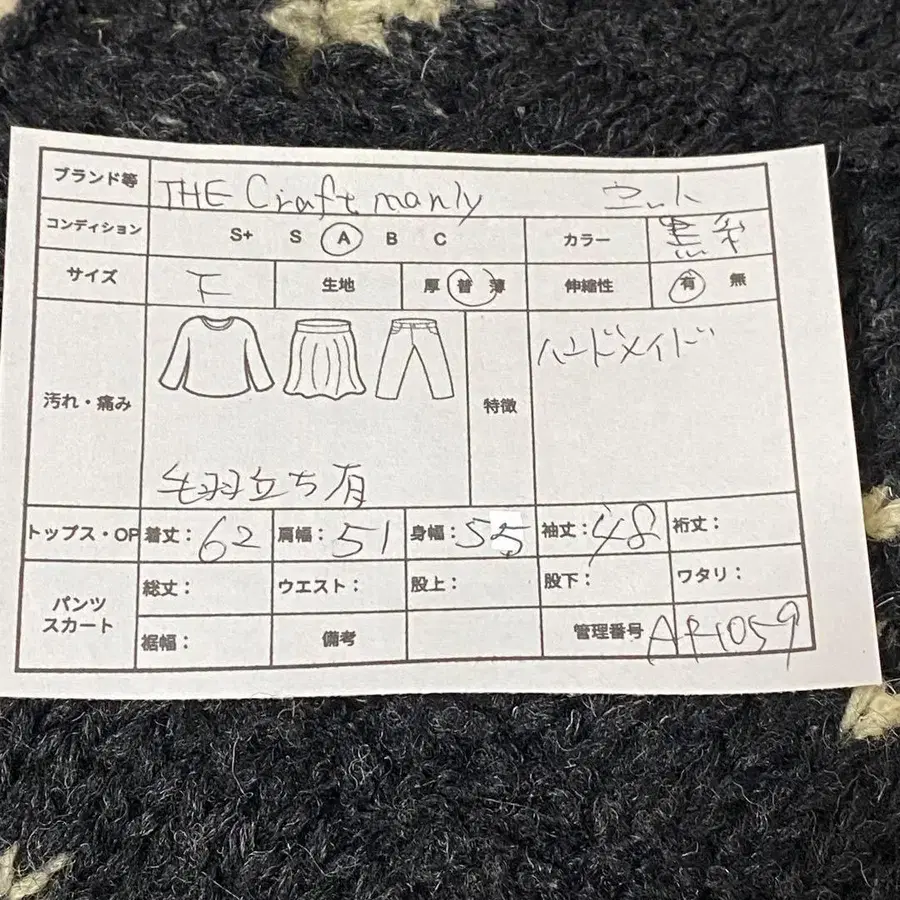 ブランド等 THE Craft manly ニット
コンディション S+ S A B C カラー 黒系
サイズ F 生地 厚 普 薄 伸縮性 有 無
汚れ・痛み 特徴 ハンドメイド
毛羽立ち有
トップス・OP 着丈： 62 肩幅： 51 身幅： 55 袖丈： 48 裄丈：
パンツ スカート 総丈： ウエスト： 股上： 股下： ワタリ：
裾幅： 備考 管理番号